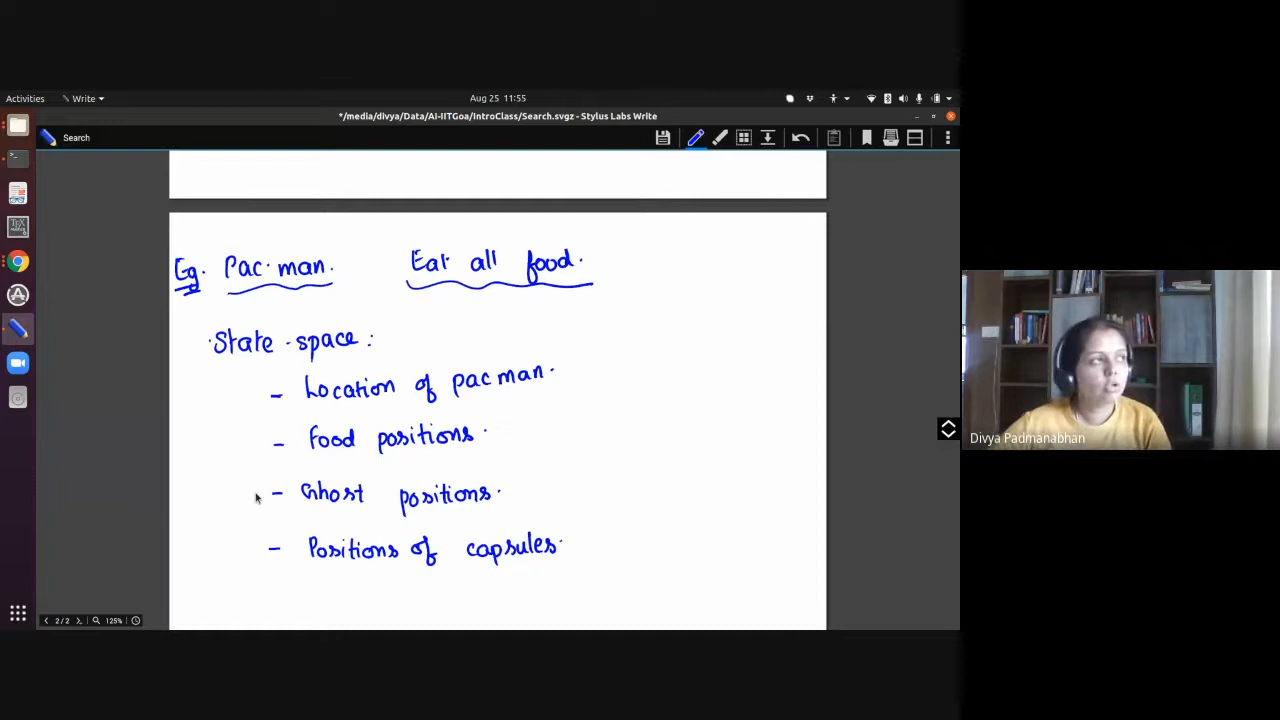 Activities Write Aug 25 11:55
*/media/divya/Data/AI-IITGoa/IntroClass/Search.svgz - Stylus Labs Write
Search
Eg. Pac-man. Eat all food.
State-space:
- Location of pacman.
- Food positions.
- Ghost positions.
- Positions of capsules.
Divya Padmanabhan
2/2 125%